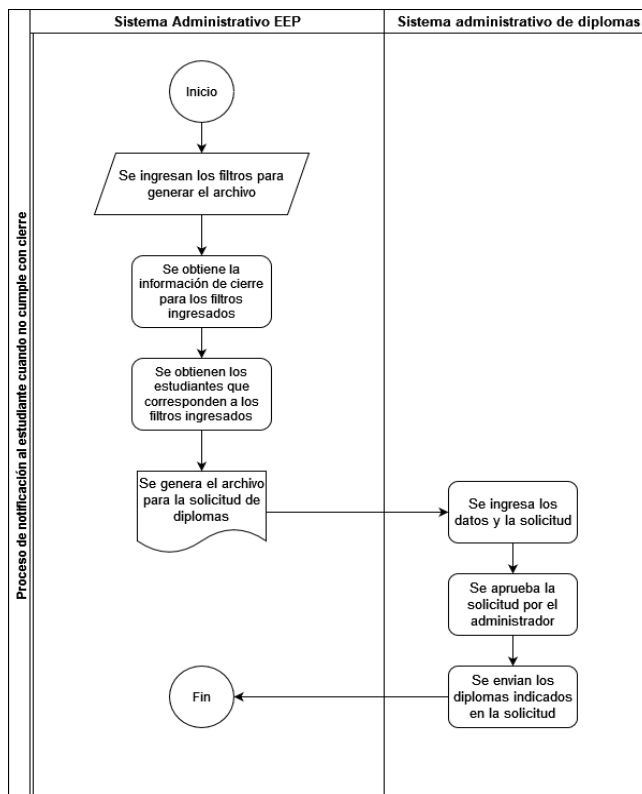 Sistema Administrativo EEP
Sistema administrativo de diplomas
Proceso de notificación al estudiante cuando no cumple con cierre
Inicio
Se ingresan los filtros para
generar el archivo
Se obtiene la
información de cierre
para los filtros
ingresados
Se obtienen los
estudiantes que
corresponden a los
filtros ingresados
Se genera el archivo
para la solicitud de
diplomas
Se ingresa los
datos y la solicitud
Se aprueba la
solicitud por el
administrador
Se envian los
diplomas indicados
en la solicitud
Fin